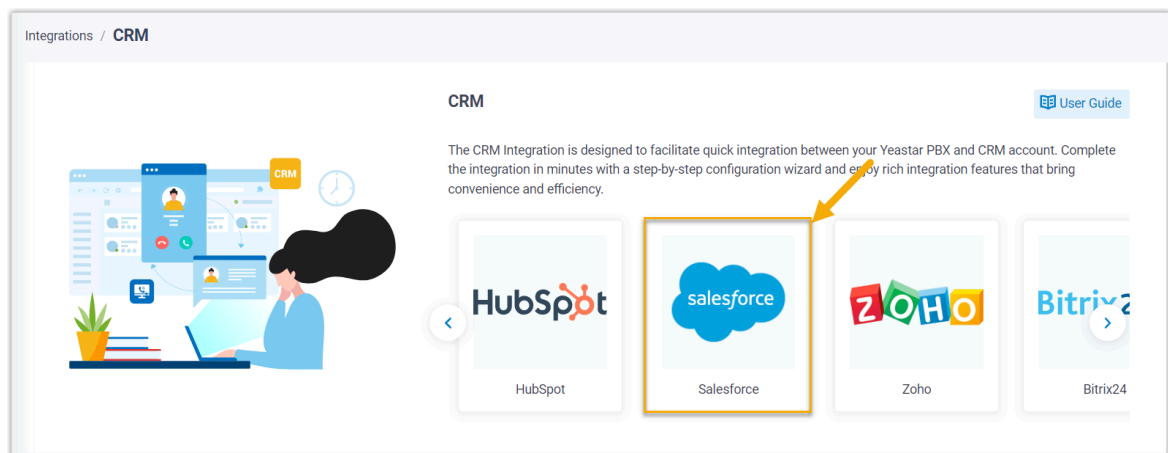 Integrations / CRM
CRM
User Guide
The CRM Integration is designed to facilitate quick integration between your Yeastar PBX and CRM account. Complete
the integration in minutes with a step-by-step configuration wizard and enjoy rich integration features that bring
convenience and efficiency.
CRM
HubSpot
salesforce
ZOHO
Bitrix2
HubSpot
Salesforce
Zoho
Bitrix24